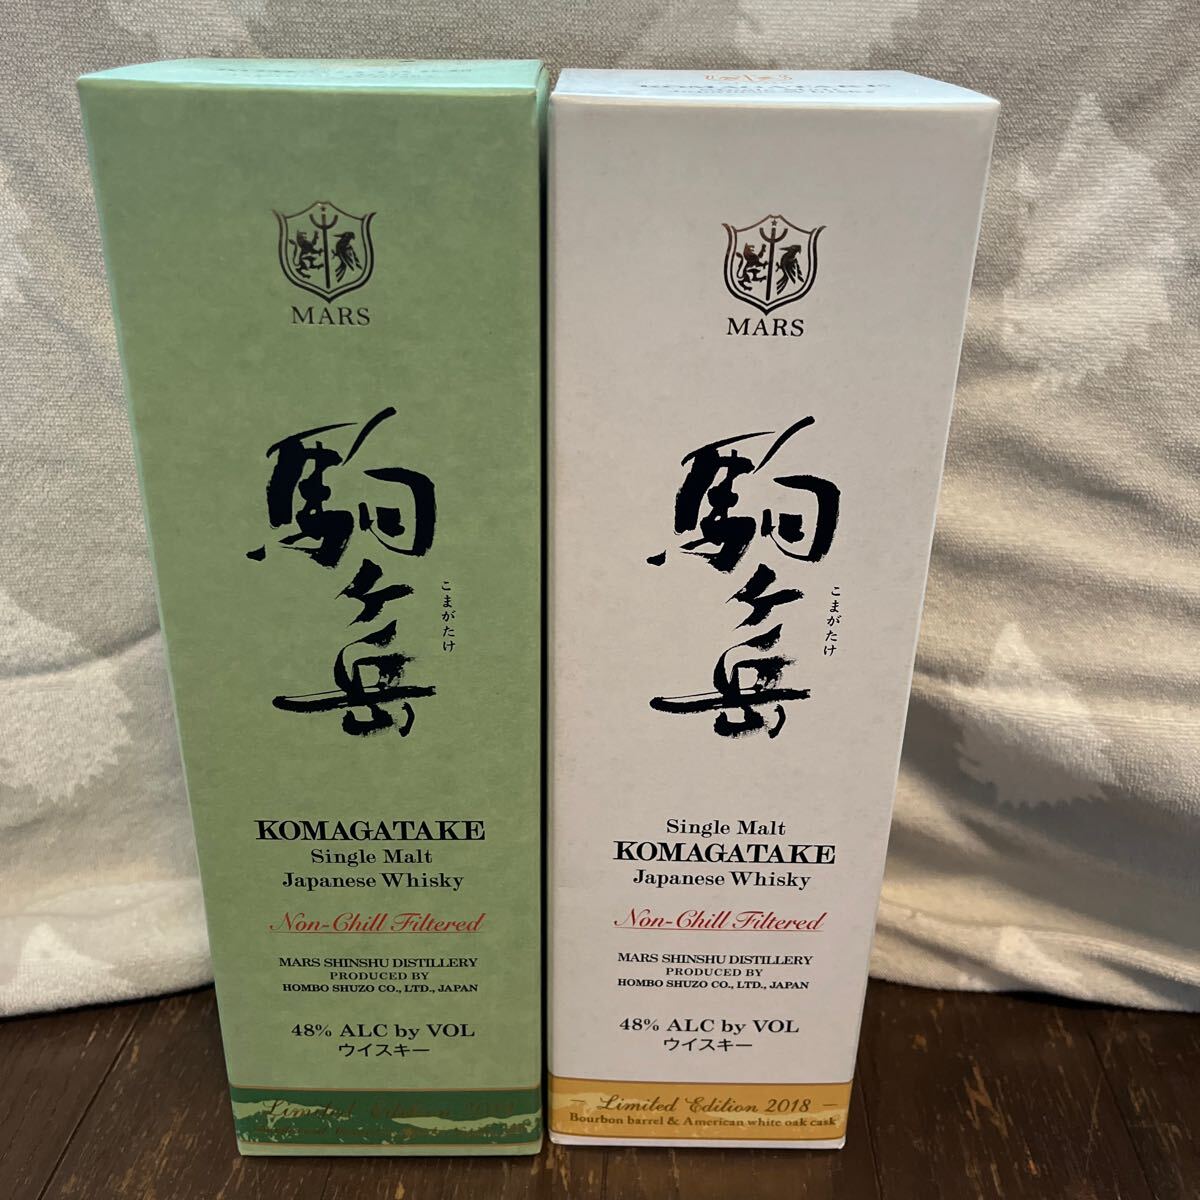 MARS
駒ヶ岳
こまがたけ
KOMAGATAKE
Single Malt
Japanese Whisky
Non-Chill Filtered
MARS SHINSHU DISTILLERY
PRODUCED BY
HOMBO SHUZO CO., LTD., JAPAN
48% ALC by VOL
ウイスキー
Limited Edition
KOMAGATAKE
MARS
駒ヶ岳
こまがたけ
Single Malt
KOMAGATAKE
Japanese Whisky
Non-Chill Filtered
MARS SHINSHU DISTILLERY
PRODUCED BY
HOMBO SHUZO CO., LTD., JAPAN
48% ALC by VOL
ウイスキー
Limited Edition 2018
Bourbon barrel & American white oak cask